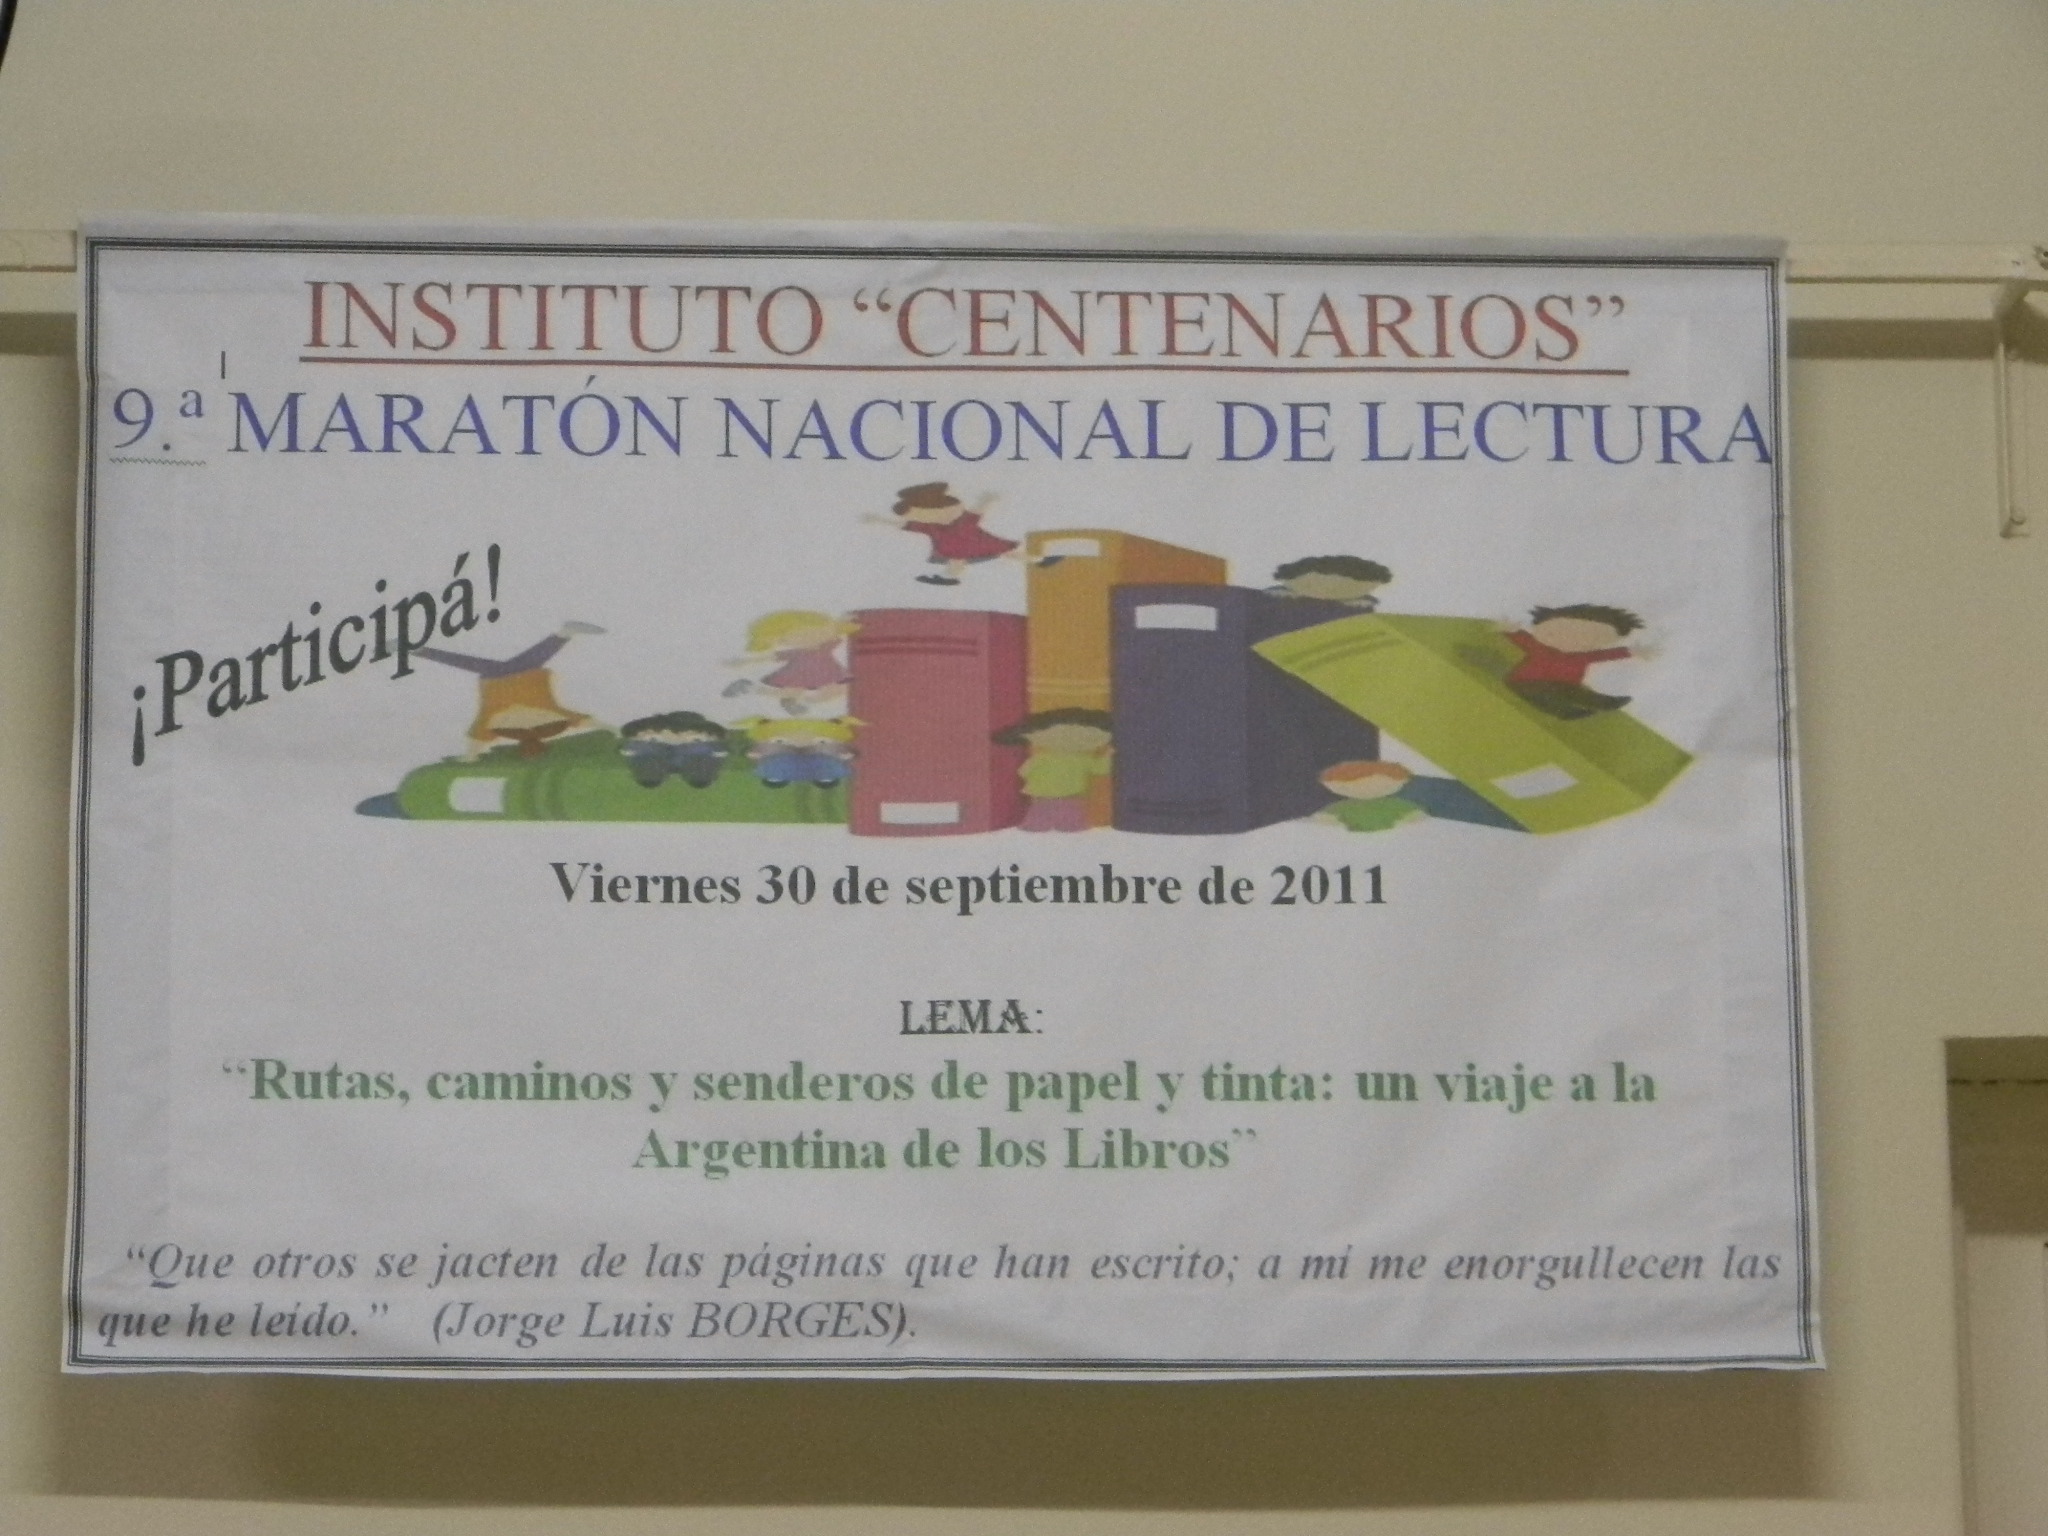 INSTITUTO “CENTENARIOS”
9.ª MARATÓN NACIONAL DE LECTURA
¡Participá!
Viernes 30 de septiembre de 2011
LEMA:
“Rutas, caminos y senderos de papel y tinta: un viaje a la
Argentina de los Libros”
“Que otros se jacten de las páginas que han escrito; a mí me enorgullecen las
que he leído.” (Jorge Luis BORGES).